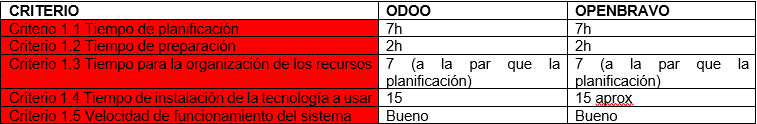 CRITERIO ODOO OPENBRAVO
Criterio 1.1 Tiempo de planificación 7h 7h
Criterio 1.2 Tiempo de preparación 2h 2h
Criterio 1.3 Tiempo para la organización de los recursos 7 (a la par que la 7 (a la par que la
planificación) planificación)
Criterio 1.4 Tiempo de instalación de la tecnología a usar 15 15 aprox
Criterio 1.5 Velocidad de funcionamiento del sistema Bueno Bueno